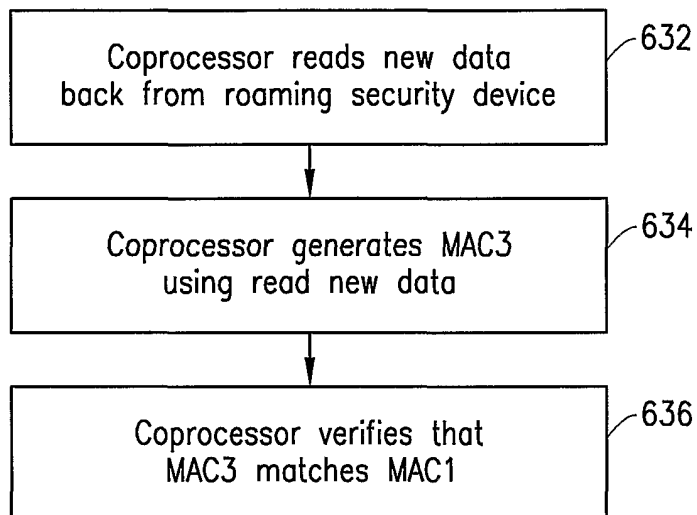 Coprocessor reads new data
back from roaming security device
632
Coprocessor generates MAC3
using read new data
634
Coprocessor verifies that
MAC3 matches MAC1
636